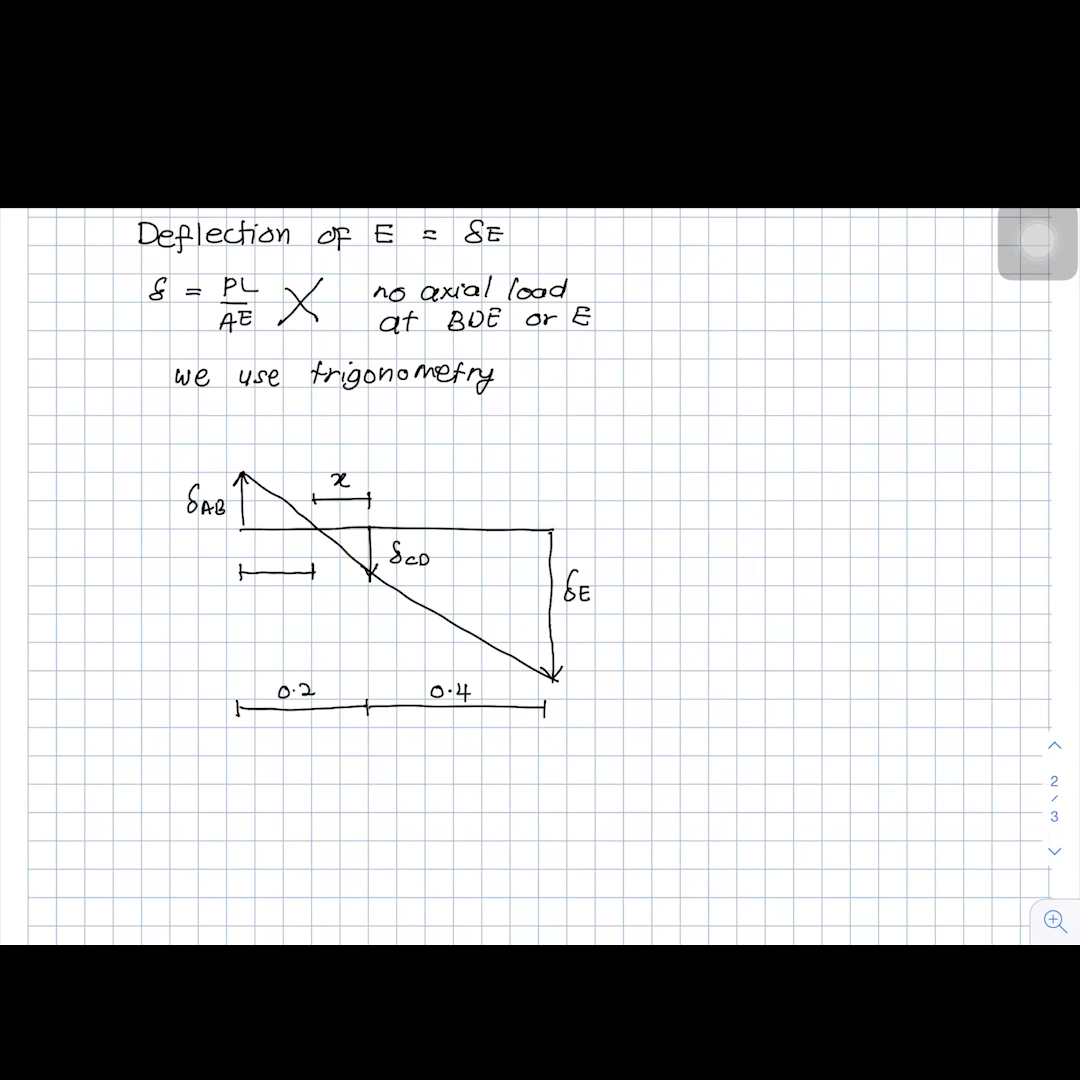 Deflection of E = δE
δ = PL/AE X no axial load
at BDE or E
we use trigonometry
x
δAB
δCD
δE
0.2 0.4
2
/
3